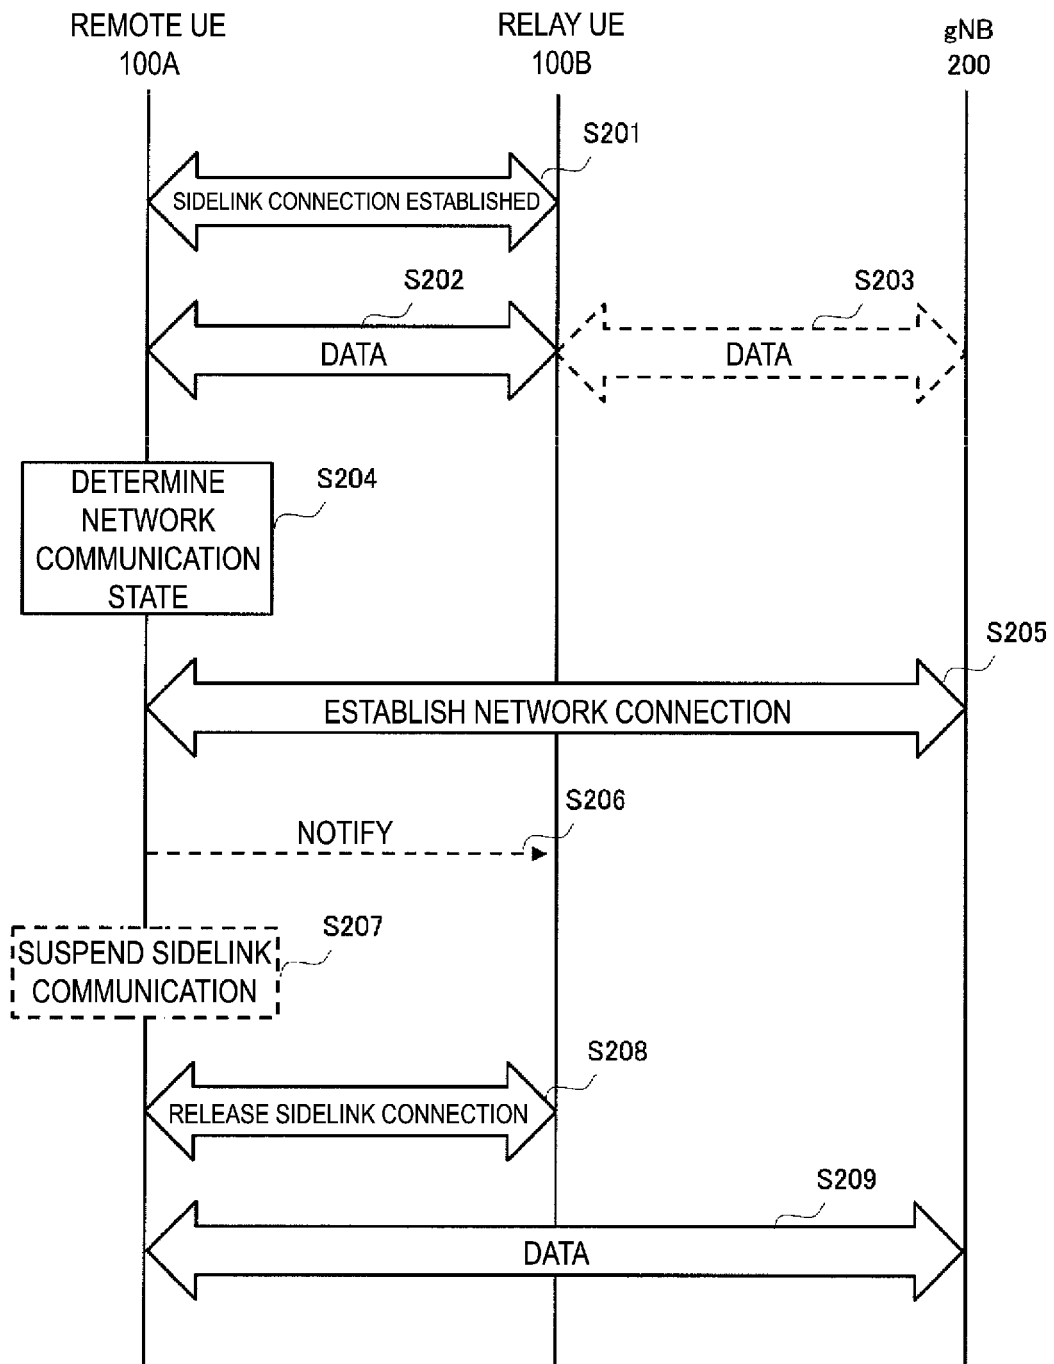 REMOTE UE
100A
RELAY UE
100B
gNB
200
S201
SIDELINK CONNECTION ESTABLISHED
S202
DATA
S203
DATA
DETERMINE
NETWORK
COMMUNICATION
STATE
S204
S205
ESTABLISH NETWORK CONNECTION
S206
NOTIFY
SUSPEND SIDELINK
COMMUNICATION
S207
S208
RELEASE SIDELINK CONNECTION
S209
DATA